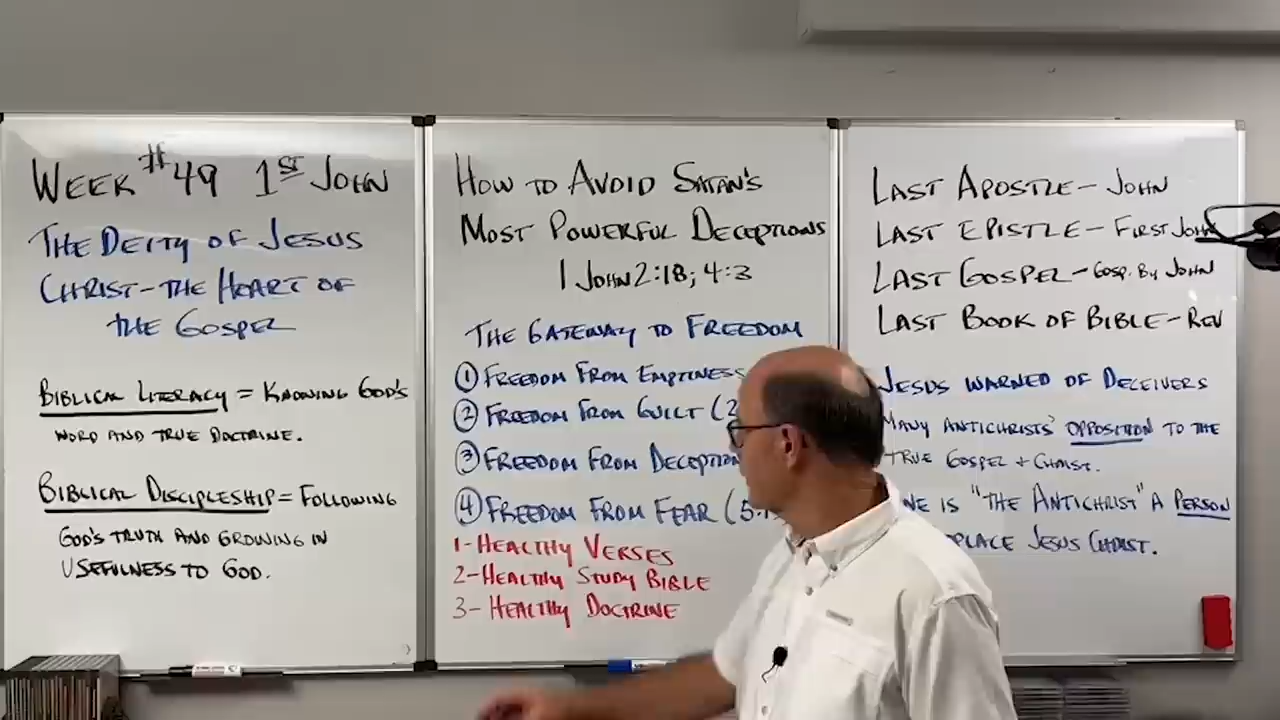 WEEK #49 1ST JOHN
THE DEITY OF JESUS
CHRIST-THE HEART OF
THE GOSPEL
BIBLICAL LITERACY = KNOWING GOD'S
WORD AND TRUE DOCTRINE.
BIBLICAL DISCIPLESHIP = FOLLOWING
GOD'S TRUTH AND GROWING IN
USEFULNESS TO GOD.
HOW TO AVOID SATAN'S
MOST POWERFUL DECEPTIONS
1 JOHN 2:18; 4:3
THE GATEWAY TO FREEDOM
① FREEDOM FROM EMPTINESS
② FREEDOM FROM GUILT (2
③ FREEDOM FROM DECEPTION
④ FREEDOM FROM FEAR (5:1
1-HEALTHY VERSES
2-HEALTHY STUDY BIBLE
3-HEALTHY DOCTRINE
LAST APOSTLE - JOHN
LAST EPISTLE - FIRST JOHN
LAST GOSPEL - GOSP. BY JOHN
LAST BOOK OF BIBLE - REV
JESUS WARNED OF DECEIVERS
MANY ANTICHRISTS' OPPOSITION TO THE
TRUE GOSPEL + CHRIST.
NE IS "THE ANTICHRIST" A PERSON
PLACE JESUS CHRIST.